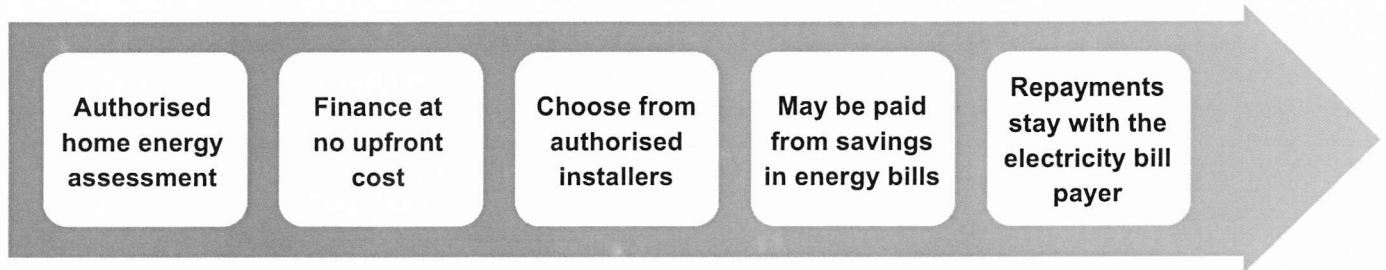 Authorised
home energy
assessment
Finance at
no upfront
cost
Choose from
authorised
installers
May be paid
from savings
in energy bills
Repayments
stay with the
electricity bill
payer